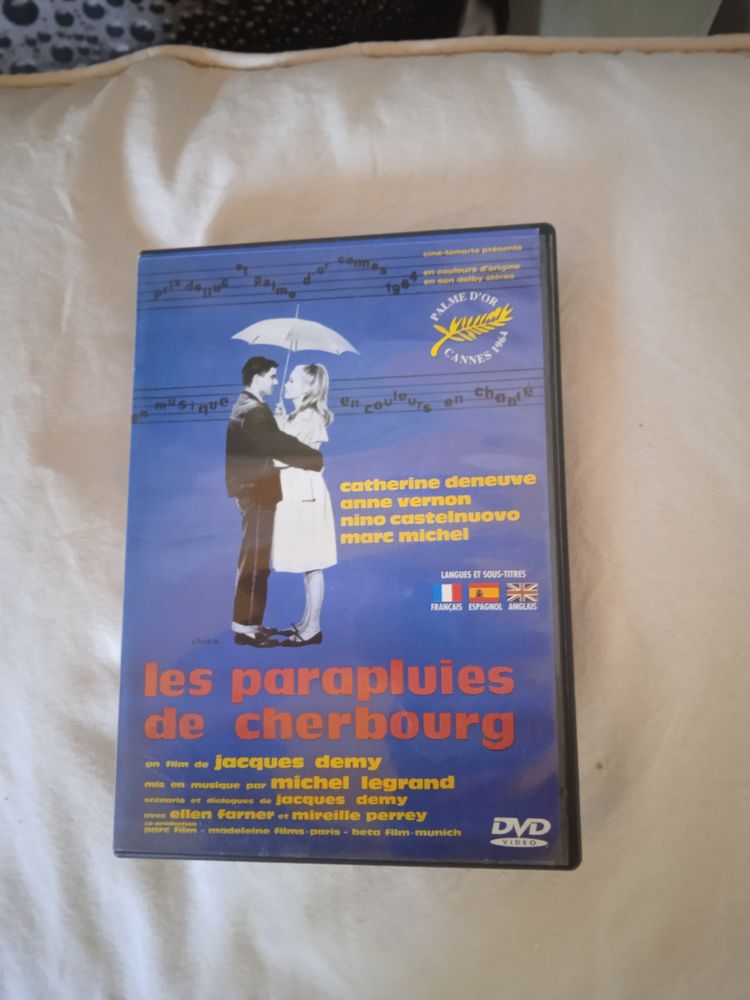 ciné-tamaris présente
prix delluc et palme d'or cannes 1964
en couleurs d'origine
en son dolby stéréo
PALME D'OR
CANNES 1964
en musique en couleurs en chanté
catherine deneuve
anne vernon
nino castelnuovo
marc michel
LANGUES ET SOUS-TITRES
FRANÇAIS ESPAGNOL ANGLAIS
les parapluies
de cherbourg
un film de jacques demy
mis en musique par michel legrand
scénario et dialogues de jacques demy
avec ellen farner et mireille perrey
co-production :
parc film - madeleine films·paris - beta film·munich
DVD
VIDEO